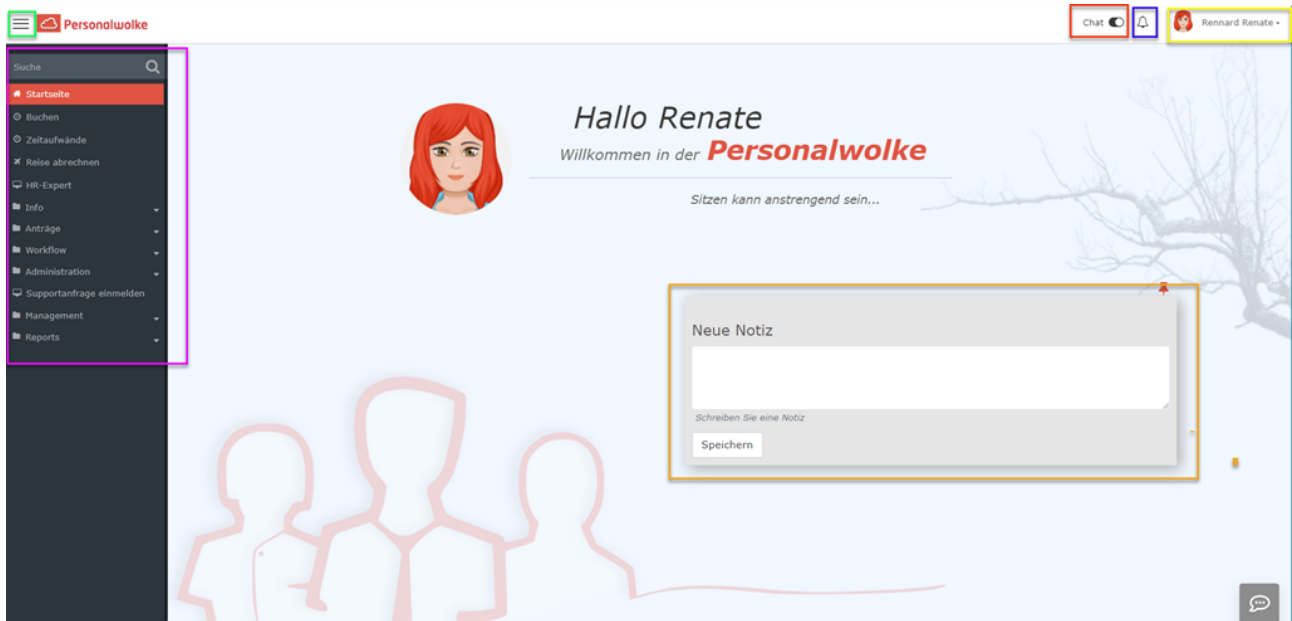 Personalwolke
Chat
Rennard Renate
Suche
Startseite
Buchen
Zeitaufwände
Reise abrechnen
HR-Expert
Info
Anträge
Workflow
Administration
Supportanfrage einmelden
Management
Reports
Hallo Renate
Willkommen in der Personalwolke
Sitzen kann anstrengend sein...
Neue Notiz
Schreiben Sie eine Notiz
Speichern